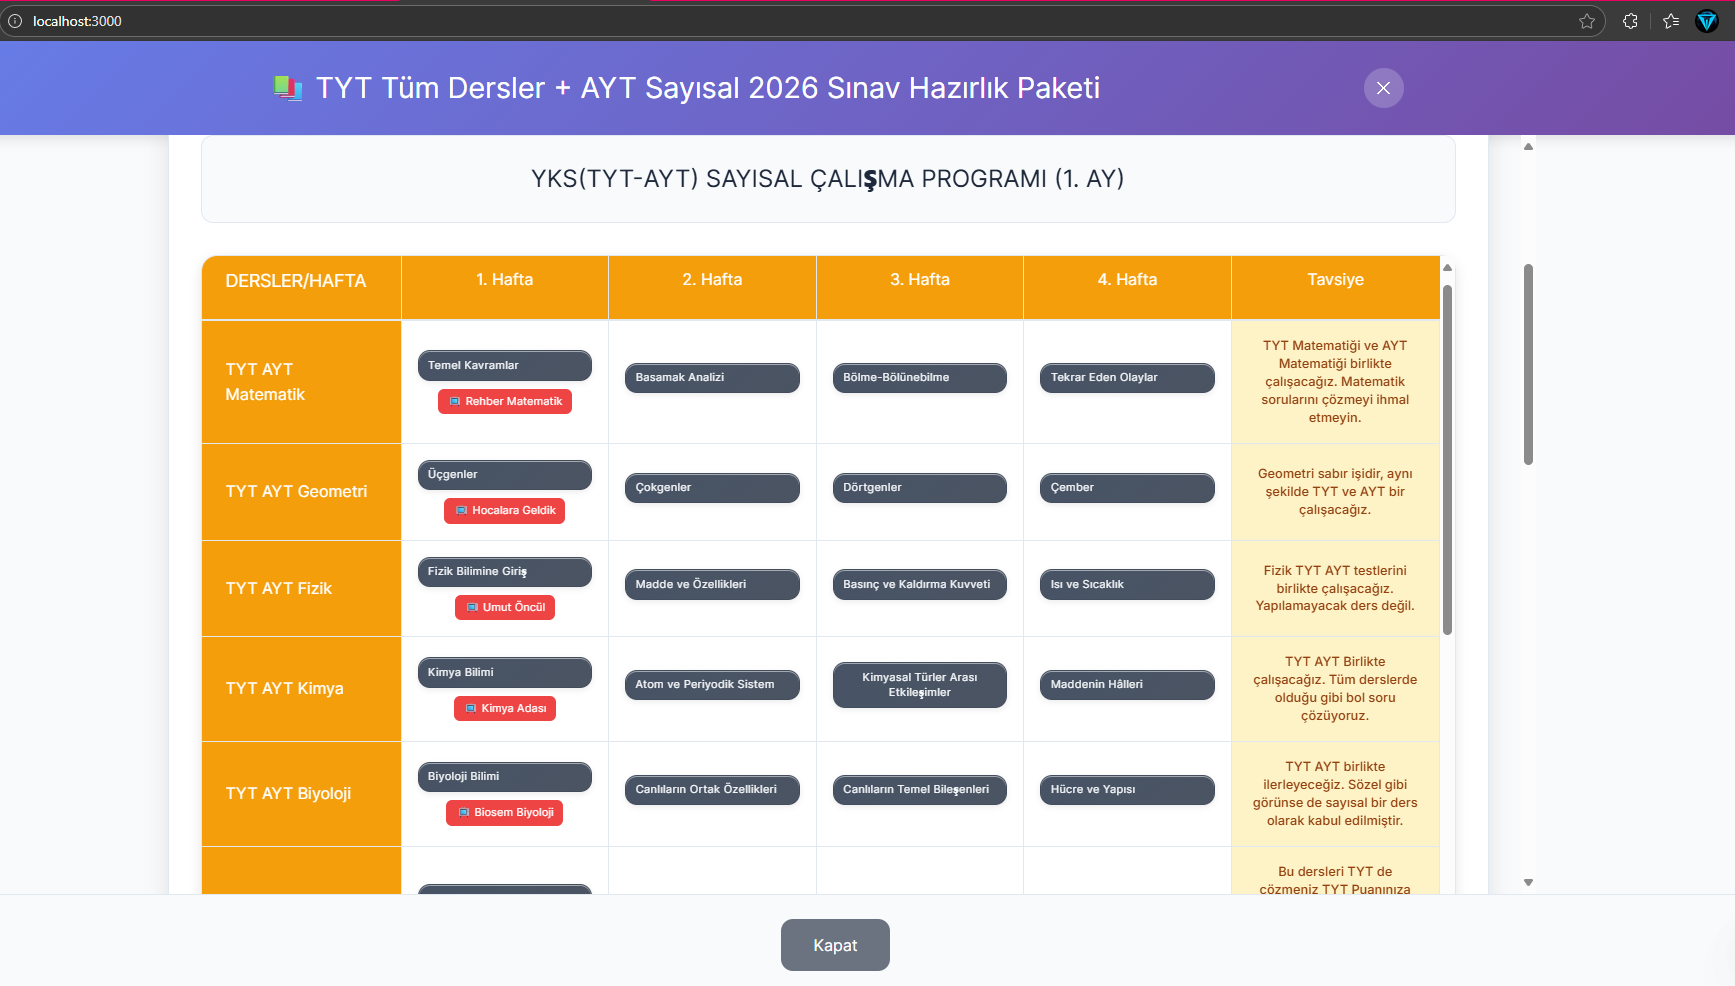 localhost:3000
TYT Tüm Dersler + AYT Sayısal 2026 Sınav Hazırlık Paketi
YKS(TYT-AYT) SAYISAL ÇALIŞMA PROGRAMI (1. AY)
DERSLER/HAFTA 1. Hafta 2. Hafta 3. Hafta 4. Hafta Tavsiye
TYT AYT
Matematik
Temel Kavramlar
Rehber Matematik
Basamak Analizi
Bölme-Bölünebilme
Tekrar Eden Olaylar
TYT Matematiği ve AYT
Matematiği birlikte
çalışacağız. Matematik
sorularını çözmeyi ihmal
etmeyin.
TYT AYT Geometri
Üçgenler
Hocalara Geldik
Çokgenler
Dörtgenler
Çember
Geometri sabır işidir, aynı
şekilde TYT ve AYT bir
çalışacağız.
TYT AYT Fizik
Fizik Bilimine Giriş
Umut Öncül
Madde ve Özellikleri
Basınç ve Kaldırma Kuvveti
Isı ve Sıcaklık
Fizik TYT AYT testlerini
birlikte çalışacağız.
Yapılamayacak ders değil.
TYT AYT Kimya
Kimya Bilimi
Kimya Adası
Atom ve Periyodik Sistem
Kimyasal Türler Arası
Etkileşimler
Maddenin Hâlleri
TYT AYT Birlikte
çalışacağız. Tüm derslerde
olduğu gibi bol soru
çözüyoruz.
TYT AYT Biyoloji
Biyoloji Bilimi
Biosem Biyoloji
Canlıların Ortak Özellikleri
Canlıların Temel Bileşenleri
Hücre ve Yapısı
TYT AYT birlikte
ilerleyeceğiz. Sözel gibi
görünse de sayısal bir ders
olarak kabul edilmiştir.
Bu dersleri TYT de
çözmeniz TYT Puanınıza
Kapat